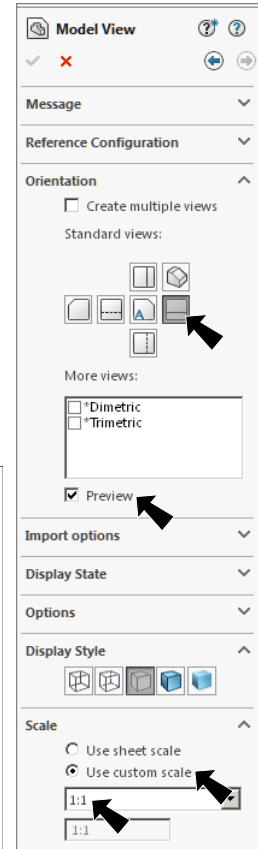 Model View
Message
Reference Configuration
Orientation
Create multiple views
Standard views:
A
More views:
*Dimetric
*Trimetric
Preview
Import options
Display State
Options
Display Style
Scale
Use sheet scale
Use custom scale
1:1
1:1